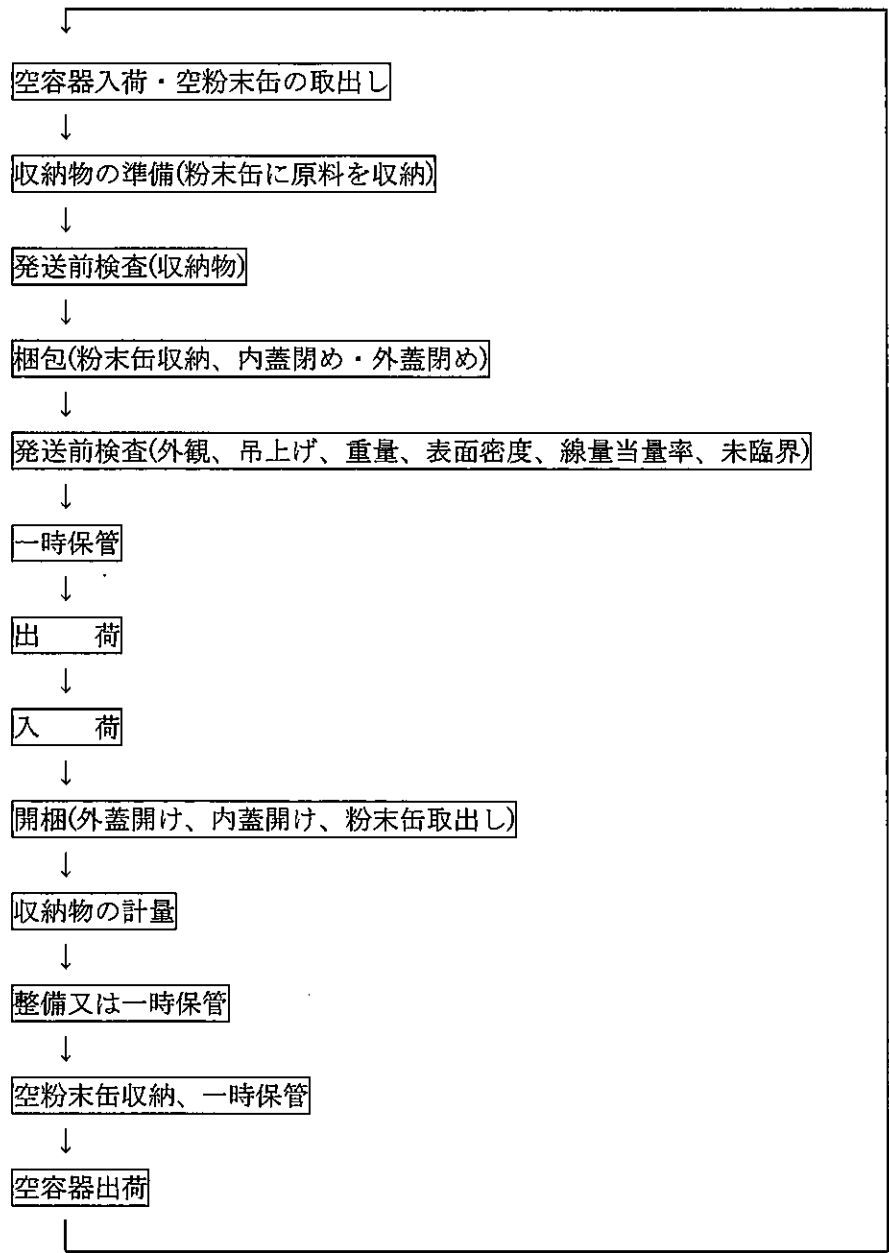 ↓
空容器入荷・空粉末缶の取出し
↓
収納物の準備(粉末缶に原料を収納)
↓
発送前検査(収納物)
↓
梱包(粉末缶収納、内蓋閉め・外蓋閉め)
↓
発送前検査(外観、吊上げ、重量、表面密度、線量当量率、未臨界)
↓
一時保管
↓
出　荷
↓
入　荷
↓
開梱(外蓋開け、内蓋開け、粉末缶取出し)
↓
収納物の計量
↓
整備又は一時保管
↓
空粉末缶収納、一時保管
↓
空容器出荷